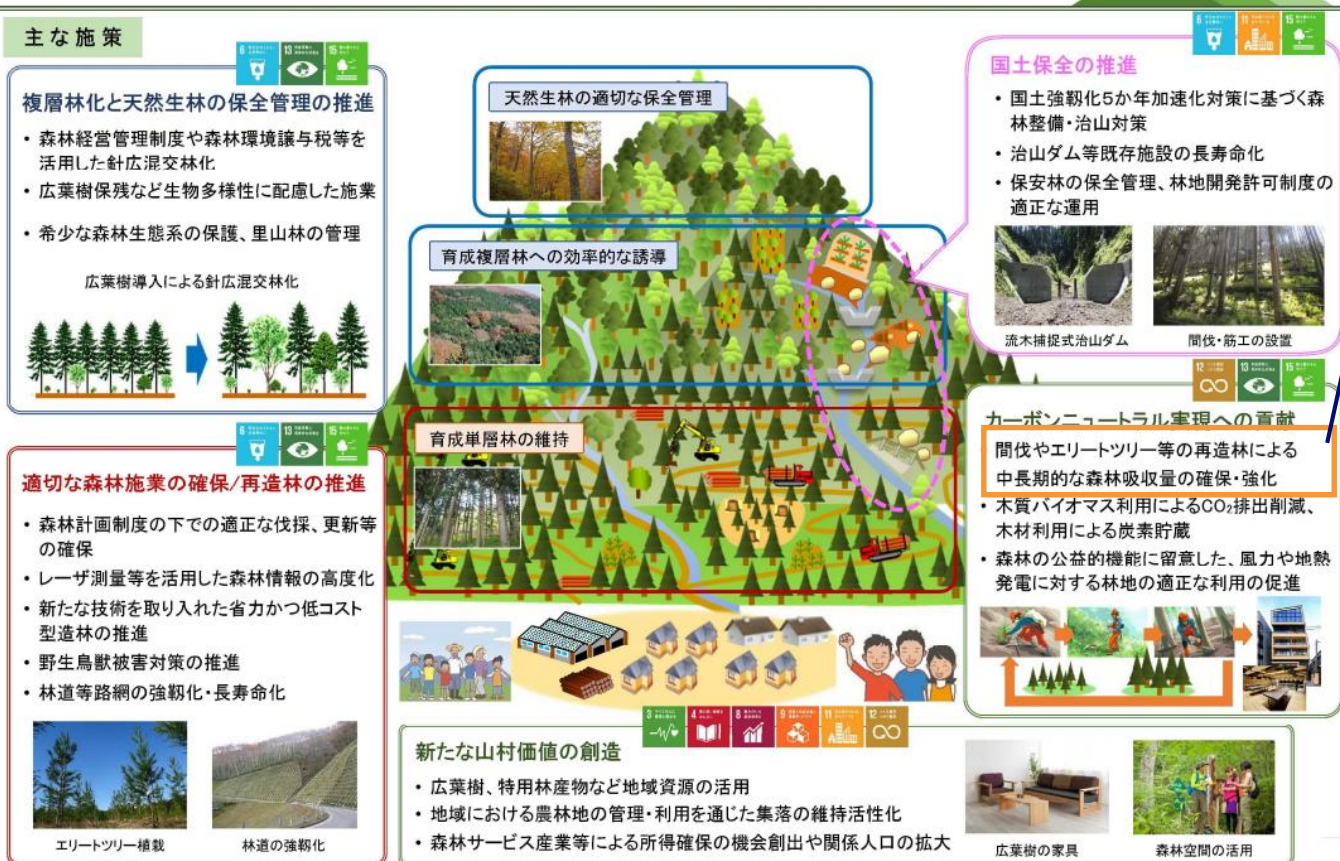 主な施策
6
13
15
複層林化と天然生林の保全管理の推進
・森林経営管理制度や森林環境譲与税等を
活用した針広混交林化
・広葉樹保残など生物多様性に配慮した施業
・希少な森林生態系の保護、里山林の管理
広葉樹導入による針広混交林化
6
13
15
適切な森林施業の確保/再造林の推進
・森林計画制度の下での適正な伐採、更新等
の確保
・レーザ測量等を活用した森林情報の高度化
・新たな技術を取り入れた省力かつ低コスト
型造林の推進
・野生鳥獣被害対策の推進
・林道等路網の強靱化・長寿命化
エリートツリー植栽
林道の強靱化
天然生林の適切な保全管理
育成複層林への効率的な誘導
育成単層林の維持
6
11
15
国土保全の推進
・国土強靱化5か年加速化対策に基づく森
林整備・治山対策
・治山ダム等既存施設の長寿命化
・保安林の保全管理、林地開発許可制度の
適正な運用
流木捕捉式治山ダム
間伐・筋工の設置
12
13
15
カーボンニュートラル実現への貢献
間伐やエリートツリー等の再造林による
中長期的な森林吸収量の確保・強化
・木質バイオマス利用によるCO₂排出削減、
木材利用による炭素貯蔵
・森林の公益的機能に留意した、風力や地熱
発電に対する林地の適正な利用の促進
3
4
8
9
11
12
新たな山村価値の創造
・広葉樹、特用林産物など地域資源の活用
・地域における農林地の管理・利用を通じた集落の維持活性化
・森林サービス産業等による所得確保の機会創出や関係人口の拡大
広葉樹の家具
森林空間の活用